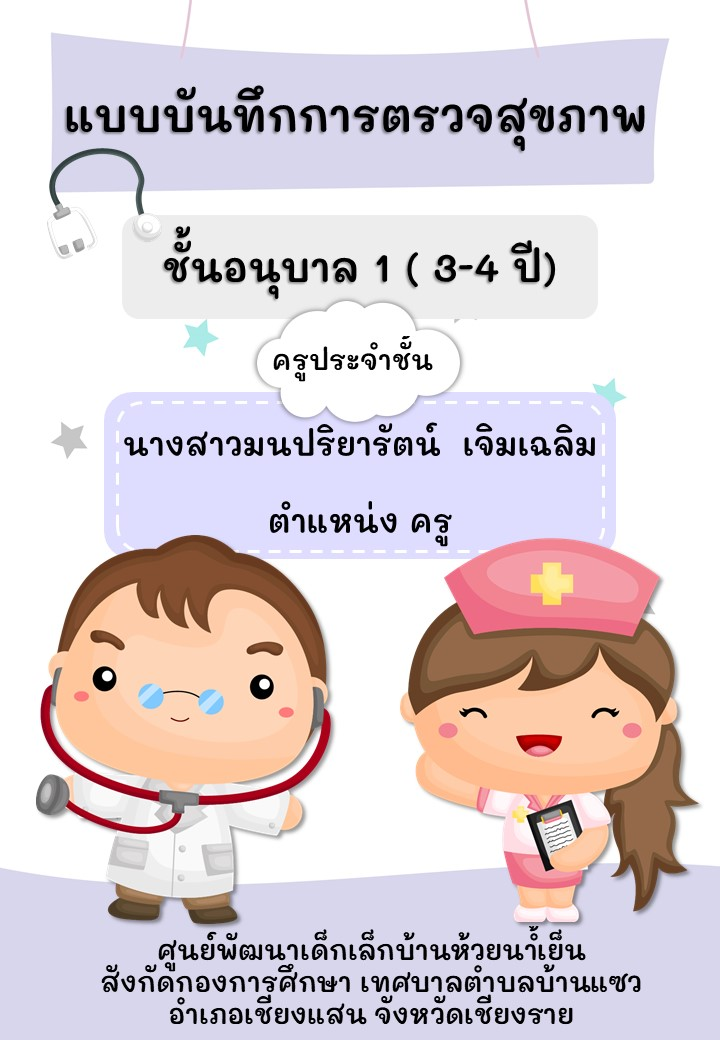 แบบบันทึกการตรวจสุขภาพ
ชั้นอนุบาล 1 ( 3-4 ปี)
ครูประจำชั้น
นางสาวมนปริยารัตน์ เจิมเฉลิม
ตำแหน่ง ครู
ศูนย์พัฒนาเด็กเล็กบ้านห้วยน้ำเย็น
สังกัดกองการศึกษา เทศบาลตำบลบ้านแซว
อำเภอเชียงแสน จังหวัดเชียงราย